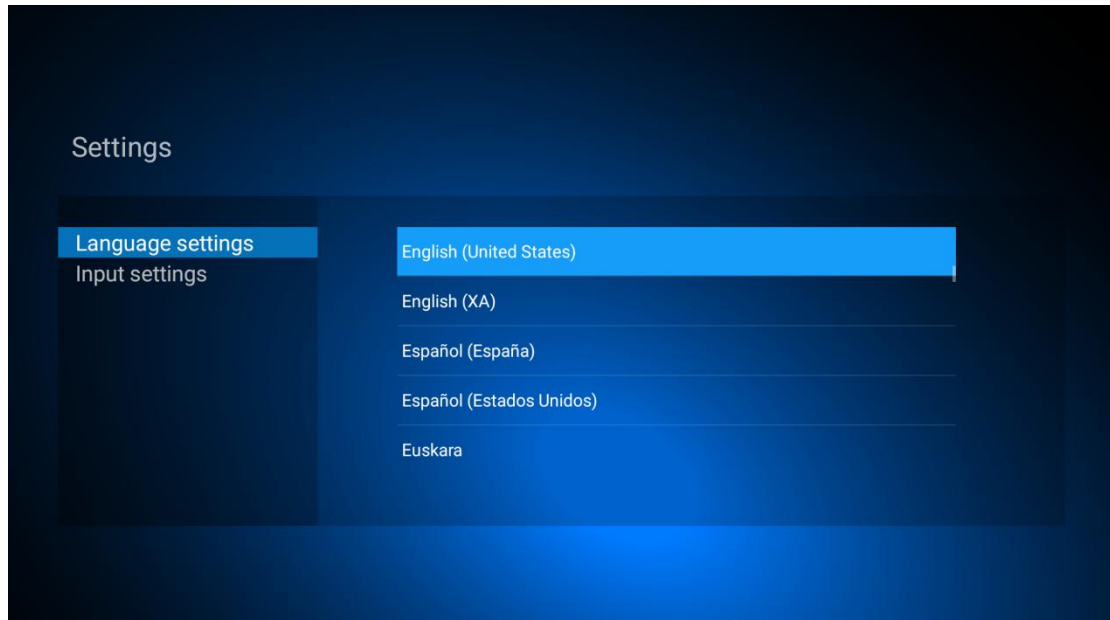 Settings
Language settings
Input settings
English (United States)
English (XA)
Español (España)
Español (Estados Unidos)
Euskara